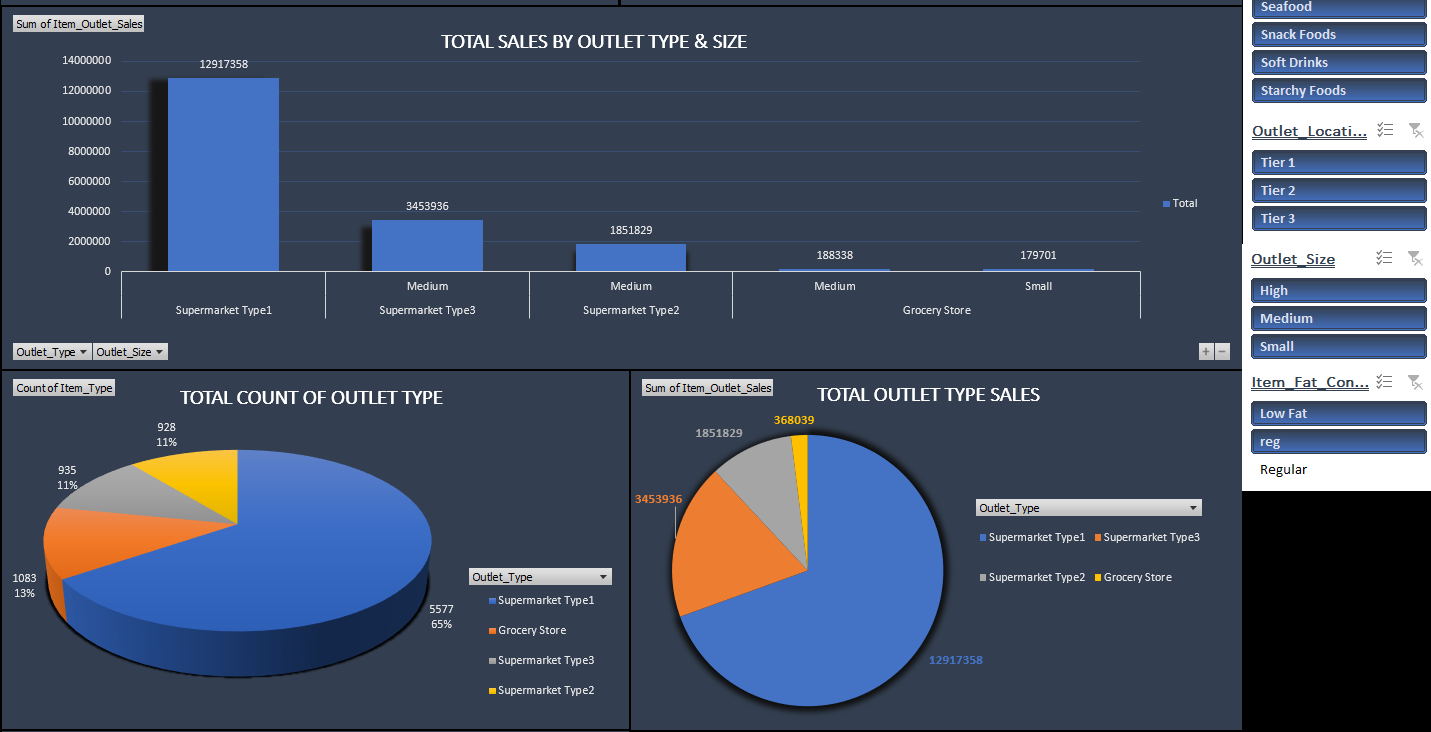 Sum of Item_Outlet_Sales
TOTAL SALES BY OUTLET TYPE & SIZE
14000000
12000000
10000000
8000000
6000000
4000000
2000000
0
12917358
3453936
1851829
188338
179701
Total
Medium Medium Medium Small
Supermarket Type1 Supermarket Type3 Supermarket Type2 Grocery Store
Outlet_Type Outlet_Size
+ −
Count of Item_Type
TOTAL COUNT OF OUTLET TYPE
928
11%
935
11%
1083
13%
5577
65%
Outlet_Type
Supermarket Type1
Grocery Store
Supermarket Type3
Supermarket Type2
Sum of Item_Outlet_Sales
TOTAL OUTLET TYPE SALES
368039
1851829
3453936
12917358
Outlet_Type
Supermarket Type1 Supermarket Type3
Supermarket Type2 Grocery Store
Seafood
Snack Foods
Soft Drinks
Starchy Foods
Outlet_Locati...
Tier 1
Tier 2
Tier 3
Outlet_Size
High
Medium
Small
Item_Fat_Con...
Low Fat
reg
Regular